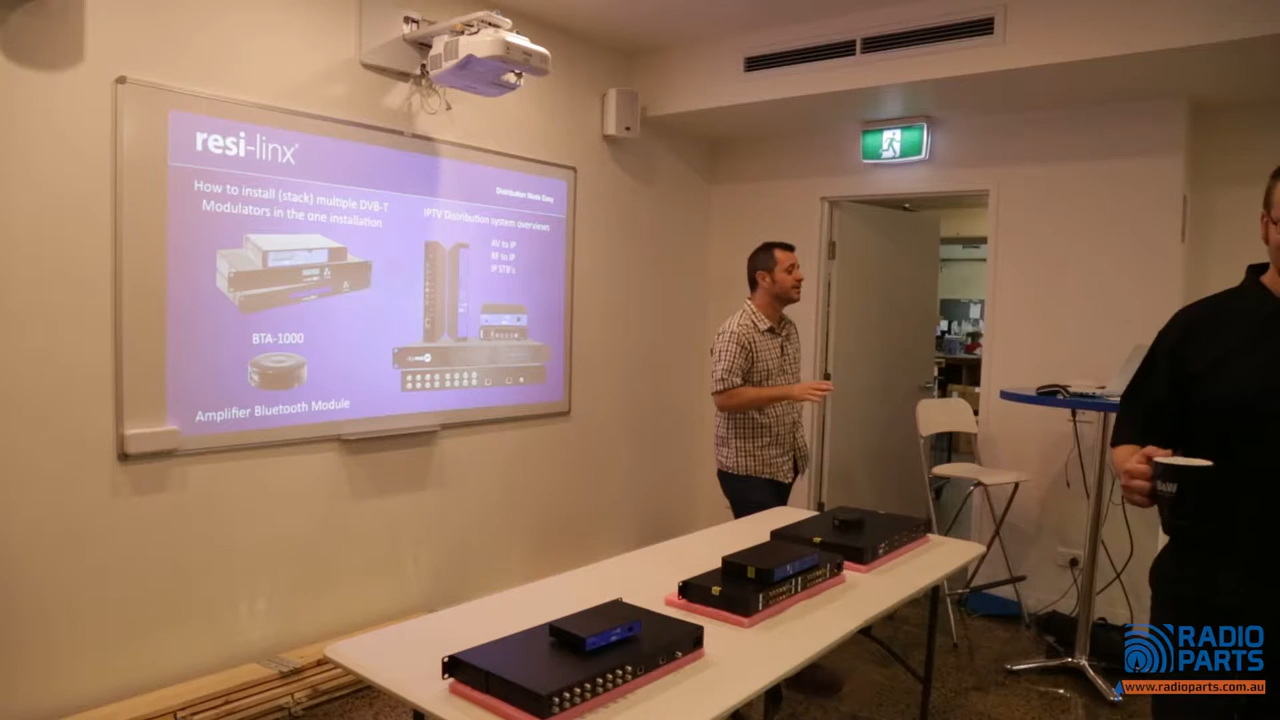 resi-linx
Distribution Made Easy
How to install (stack) multiple DVB-T
Modulators in the one installation
IPTV Distribution system overviews
AV to IP
RF to IP
IP STB's
BTA-1000
Amplifier Bluetooth Module
B&W
RADIO
PARTS
www.radioparts.com.au